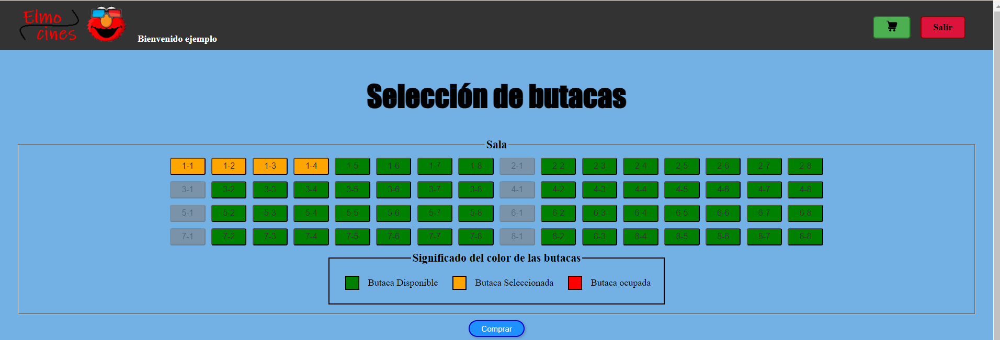 Elmo
cines
Bienvenido ejemplo
Salir
Selección de butacas
Sala
1-1 1-2 1-3 1-4 1-5 1-6 1-7 1-8 2-1 2-2 2-3 2-4 2-5 2-6 2-7 2-8
3-1 3-2 3-3 3-4 3-5 3-6 3-7 3-8 4-1 4-2 4-3 4-4 4-5 4-6 4-7 4-8
5-1 5-2 5-3 5-4 5-5 5-6 5-7 5-8 6-1 6-2 6-3 6-4 6-5 6-6 6-7 6-8
7-1 7-2 7-3 7-4 7-5 7-6 7-7 7-8 8-1 8-2 8-3 8-4 8-5 8-6 8-7 8-8
Significado del color de las butacas
Butaca Disponible Butaca Seleccionada Butaca ocupada
Comprar